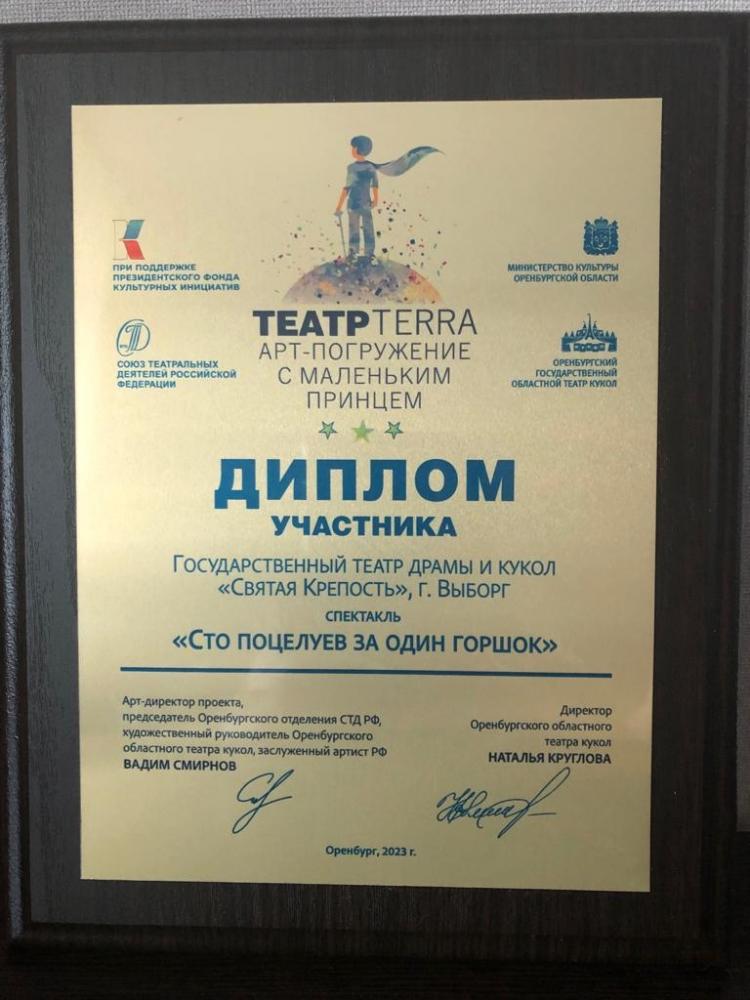 ПРИ ПОДДЕРЖКЕ
ПРЕЗИДЕНТСКОГО ФОНДА
КУЛЬТУРНЫХ ИНИЦИАТИВ
МИНИСТЕРСТВО КУЛЬТУРЫ
ОРЕНБУРГСКОЙ ОБЛАСТИ
СОЮЗ ТЕАТРАЛЬНЫХ
ДЕЯТЕЛЕЙ РОССИЙСКОЙ
ФЕДЕРАЦИИ
ОРЕНБУРГСКИЙ
ГОСУДАРСТВЕННЫЙ
ОБЛАСТНОЙ ТЕАТР КУКОЛ
ТЕАТРTERRA
АРТ-ПОГРУЖЕНИЕ
С МАЛЕНЬКИМ
ПРИНЦЕМ
ДИПЛОМ
УЧАСТНИКА
ГОСУДАРСТВЕННЫЙ ТЕАТР ДРАМЫ И КУКОЛ
«СВЯТАЯ КРЕПОСТЬ», Г. ВЫБОРГ
СПЕКТАКЛЬ
«СТО ПОЦЕЛУЕВ ЗА ОДИН ГОРШОК»
Арт-директор проекта,
председатель Оренбургского отделения СТД РФ,
художественный руководитель Оренбургского
областного театра кукол, заслуженный артист РФ
ВАДИМ СМИРНОВ
Директор
Оренбургского областного
театра кукол
НАТАЛЬЯ КРУГЛОВА
Оренбург, 2023 г.